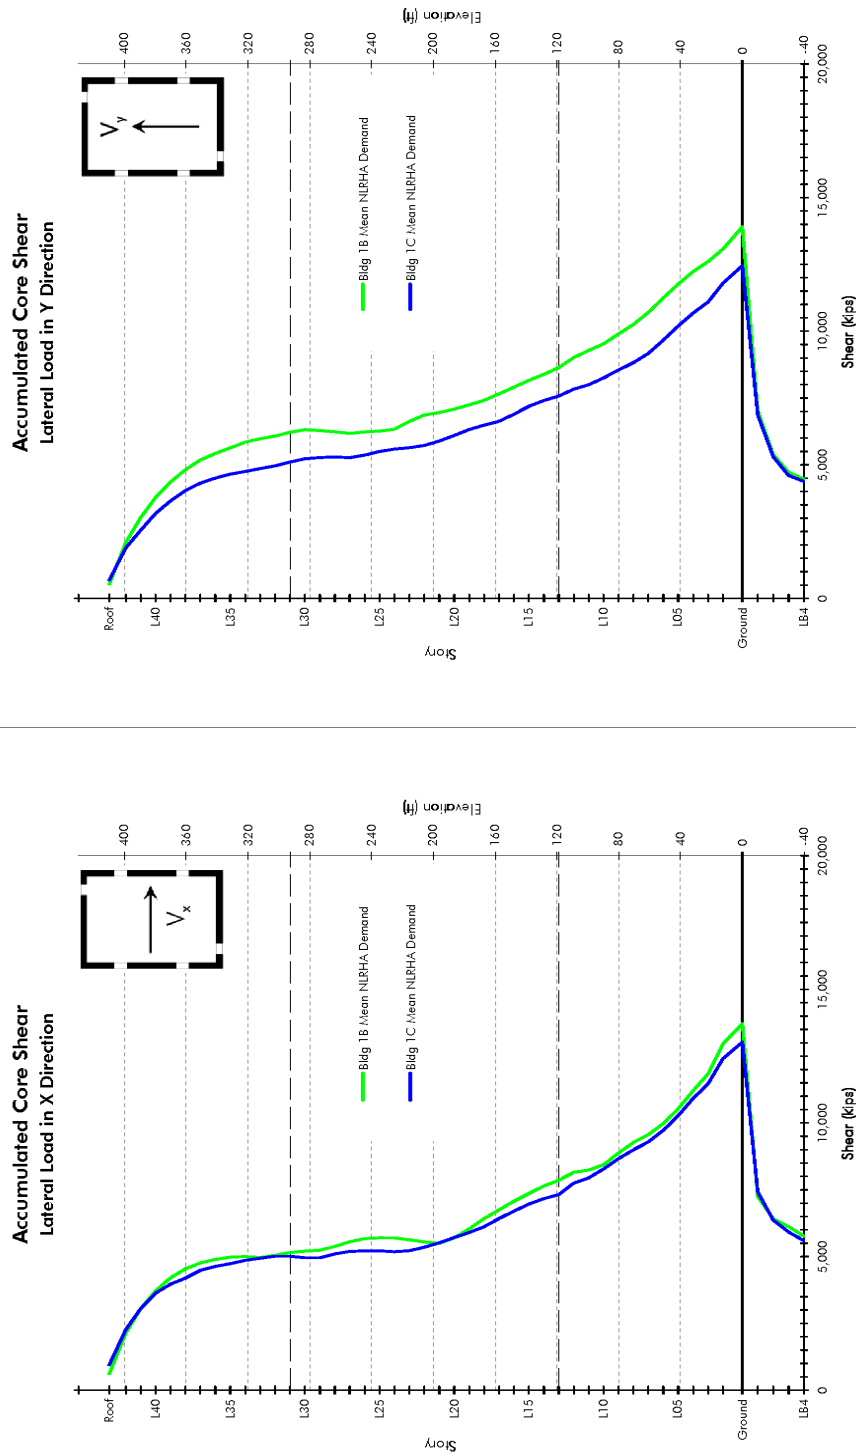 Accumulated Core Shear
Lateral Load in X Direction
Vx
Bldg 1B Mean NLRHA Demand
Bldg 1C Mean NLRHA Demand
Story
Roof
L40
L35
L30
L25
L20
L15
L10
L05
Ground
LB4
Elevation (ft)
400
360
320
280
240
200
160
120
80
40
0
-40
0
5,000
10,000
15,000
20,000
Shear (kips)
Accumulated Core Shear
Lateral Load in Y Direction
Vy
Bldg 1B Mean NLRHA Demand
Bldg 1C Mean NLRHA Demand
Story
Roof
L40
L35
L30
L25
L20
L15
L10
L05
Ground
LB4
Elevation (ft)
400
360
320
280
240
200
160
120
80
40
0
-40
0
5,000
10,000
15,000
20,000
Shear (kips)